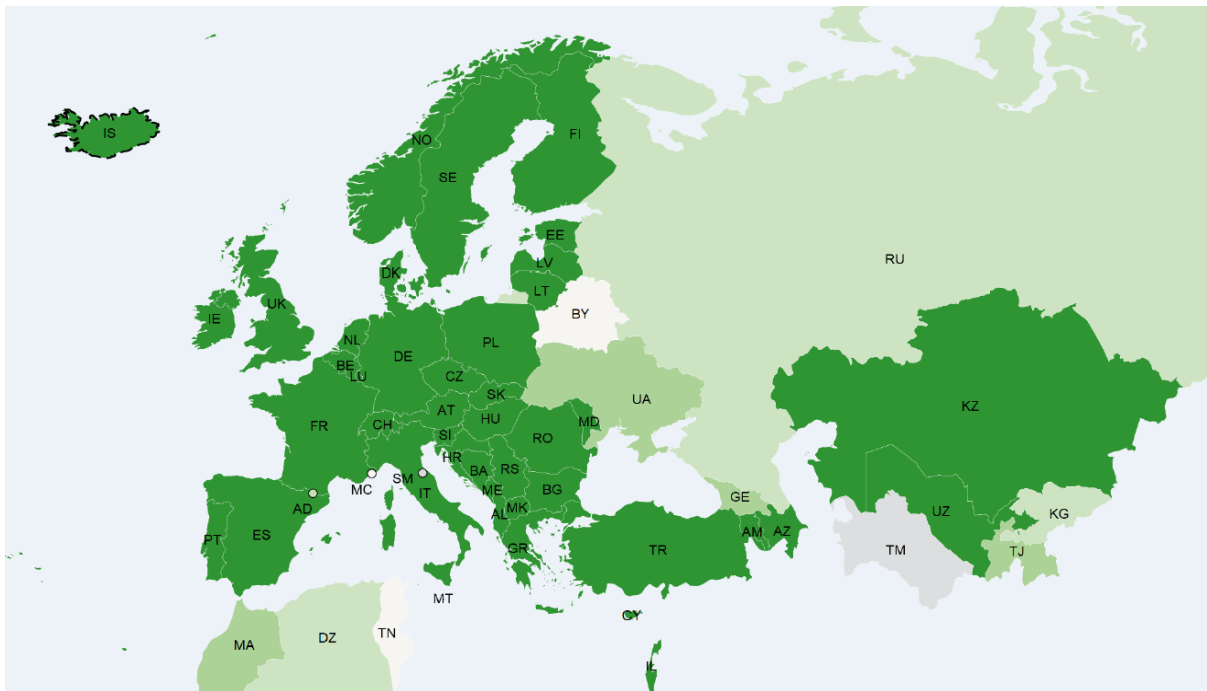 IS
NO
FI
SE
EE
RU
LV
DK
LT
UK
BY
IE
NL
PL
DE
BE
CZ
LU
SK
UA
KZ
AT
HU
FR
CH
MD
SI
RO
HR
BA
RS
SM
MC
ME
IT
BG
GE
AD
MK
UZ
KG
AL
ES
AM
AZ
PT
GR
TR
TM
TJ
MT
CY
TN
DZ
MA
IL